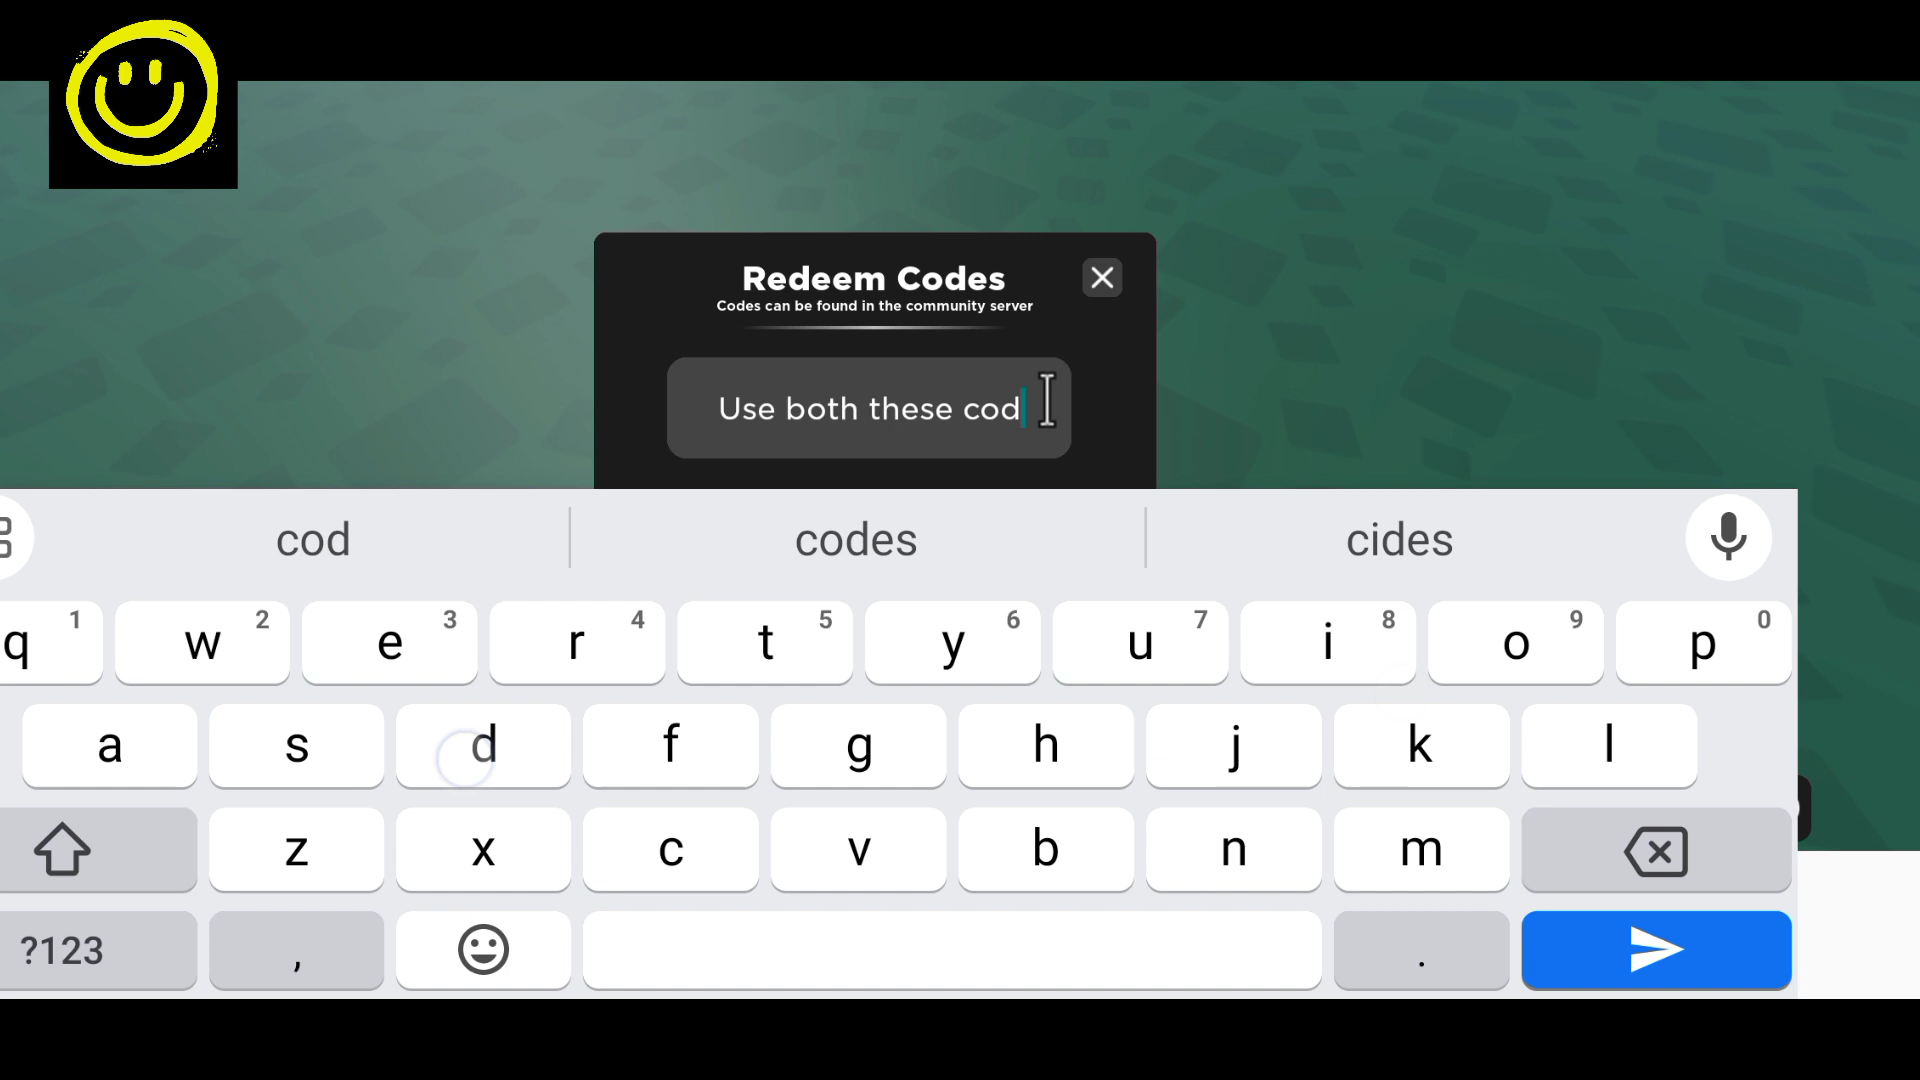 Redeem Codes
Codes can be found in the community server
Use both these cod
cod codes cides
q 1 w 2 e 3 r 4 t 5 y 6 u 7 i 8 o 9 p 0
a s d f g h j k l
z x c v b n m
?123 , .